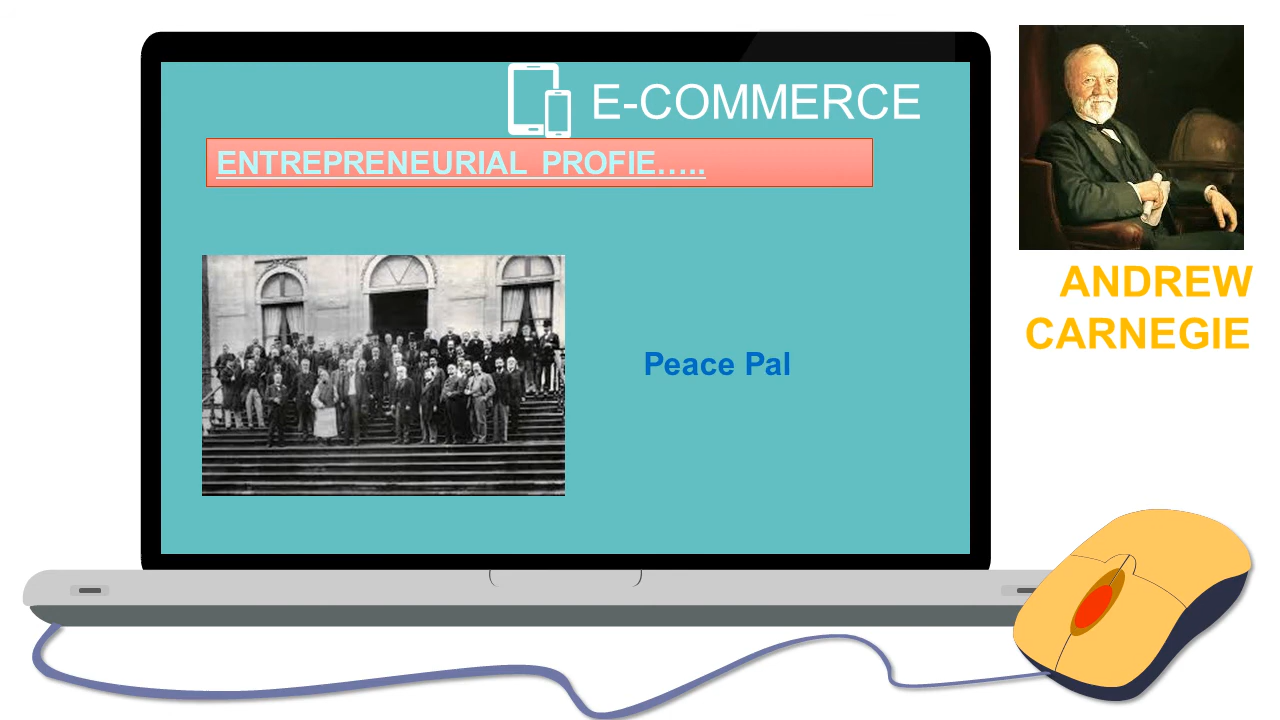 E-COMMERCE
ENTREPRENEURIAL PROFIE…..
Peace Pal
ANDREW
CARNEGIE